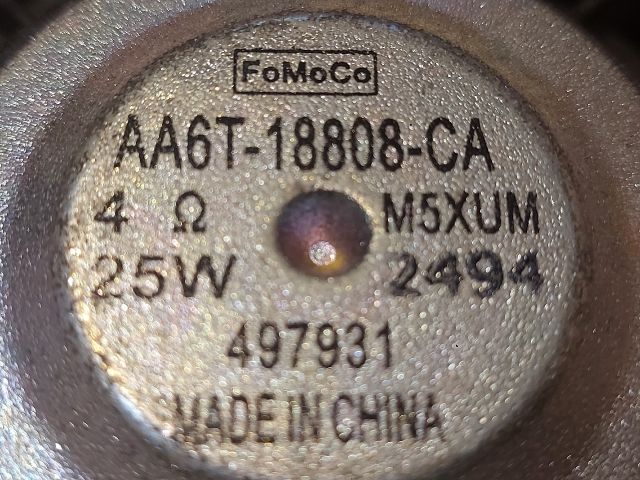 FoMoCo
AA6T-18808-CA
4 Ω M5XUM
25W 2494
497931
MADE IN CHINA